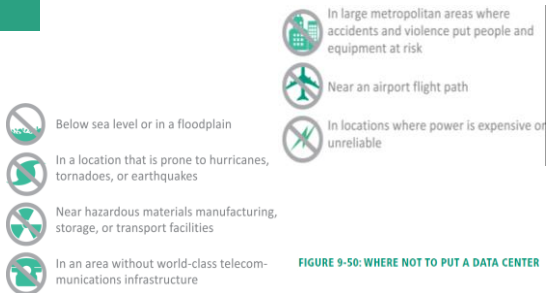 Below sea level or in a floodplain
In a location that is prone to hurricanes,
tornadoes, or earthquakes
Near hazardous materials manufacturing,
storage, or transport facilities
In an area without world-class telecom-
munications infrastructure
In large metropolitan areas where
accidents and violence put people and
equipment at risk
Near an airport flight path
In locations where power is expensive or
unreliable
FIGURE 9-50: WHERE NOT TO PUT A DATA CENTER